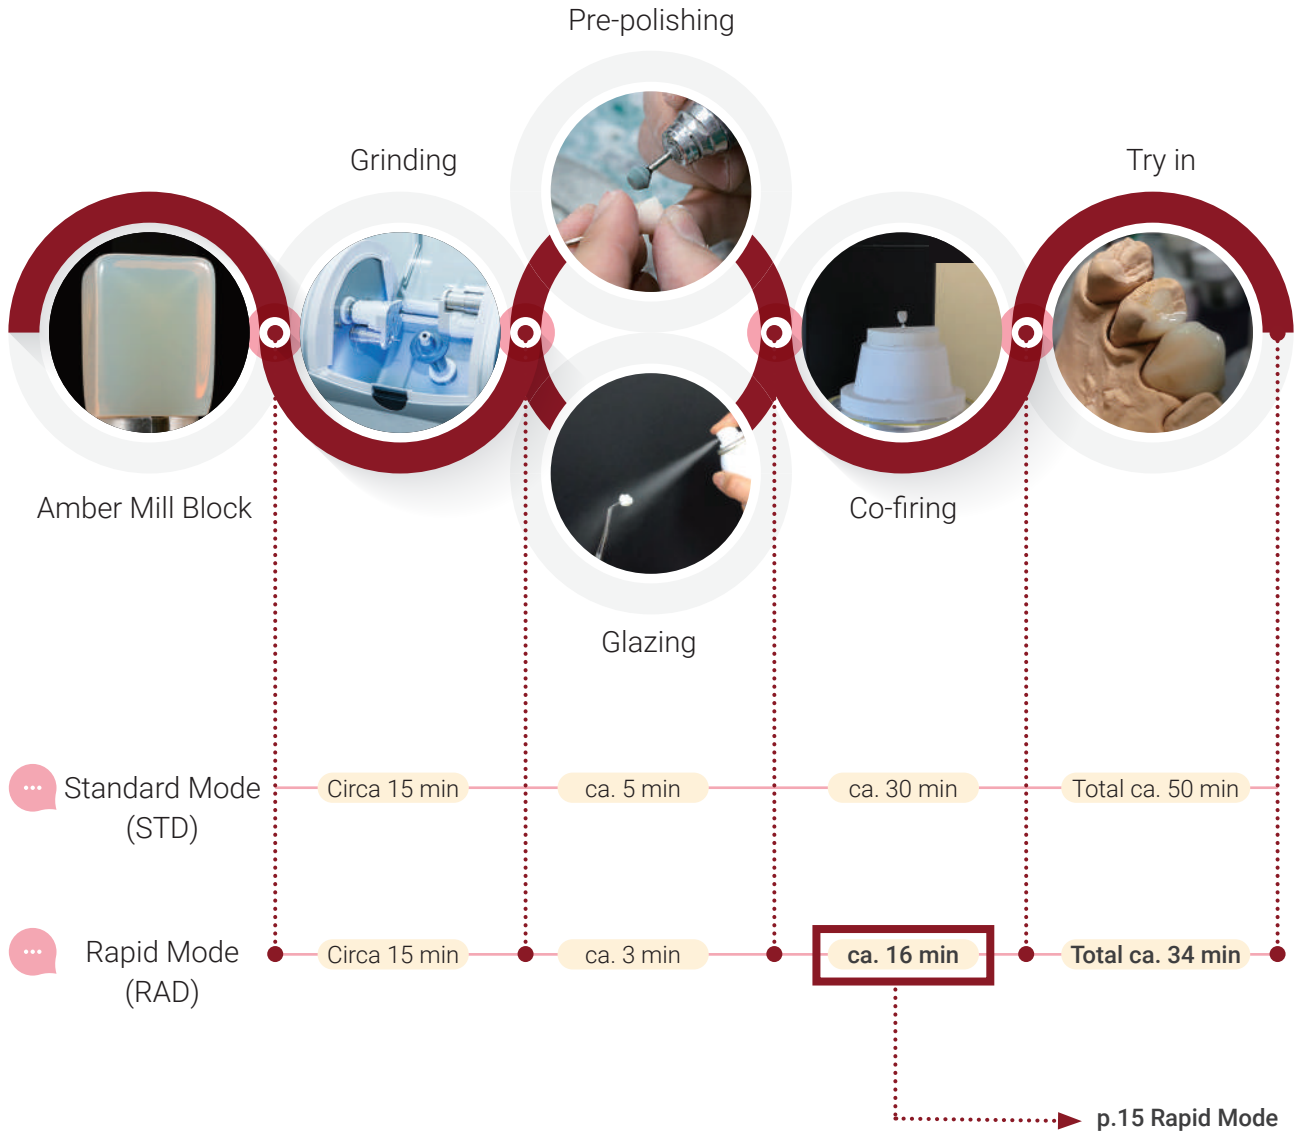 Pre-polishing
Grinding
Try in
Amber Mill Block
Co-firing
Glazing
Standard Mode
(STD)
Circa 15 min
ca. 5 min
ca. 30 min
Total ca. 50 min
Rapid Mode
(RAD)
Circa 15 min
ca. 3 min
ca. 16 min
Total ca. 34 min
p.15 Rapid Mode